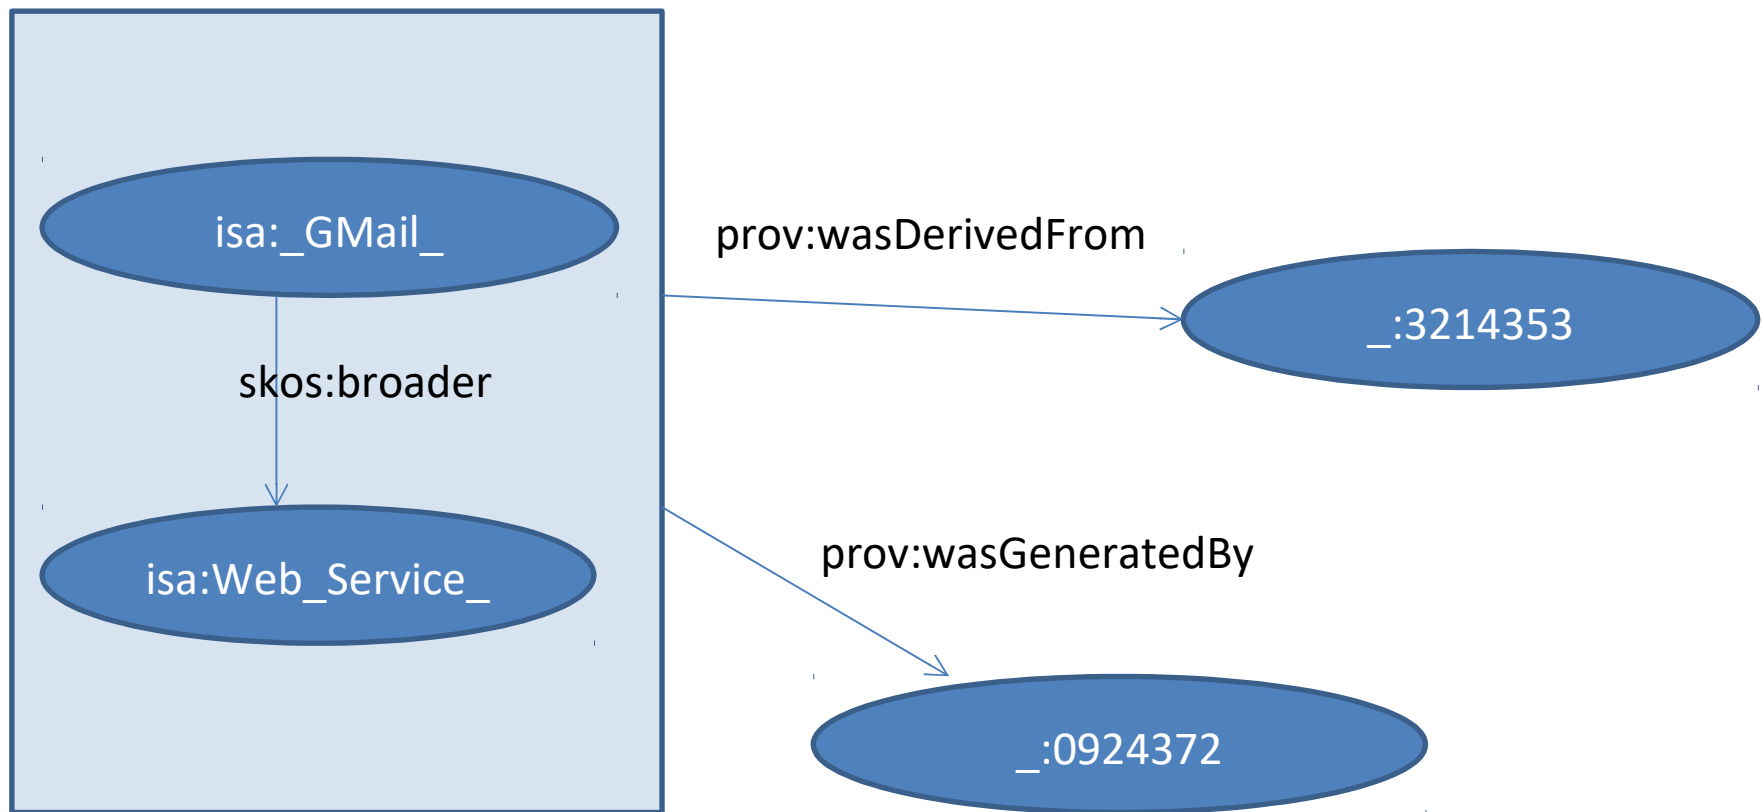 isa:_GMail_
prov:wasDerivedFrom
_:3214353
skos:broader
prov:wasGeneratedBy
isa:Web_Service_
_:0924372